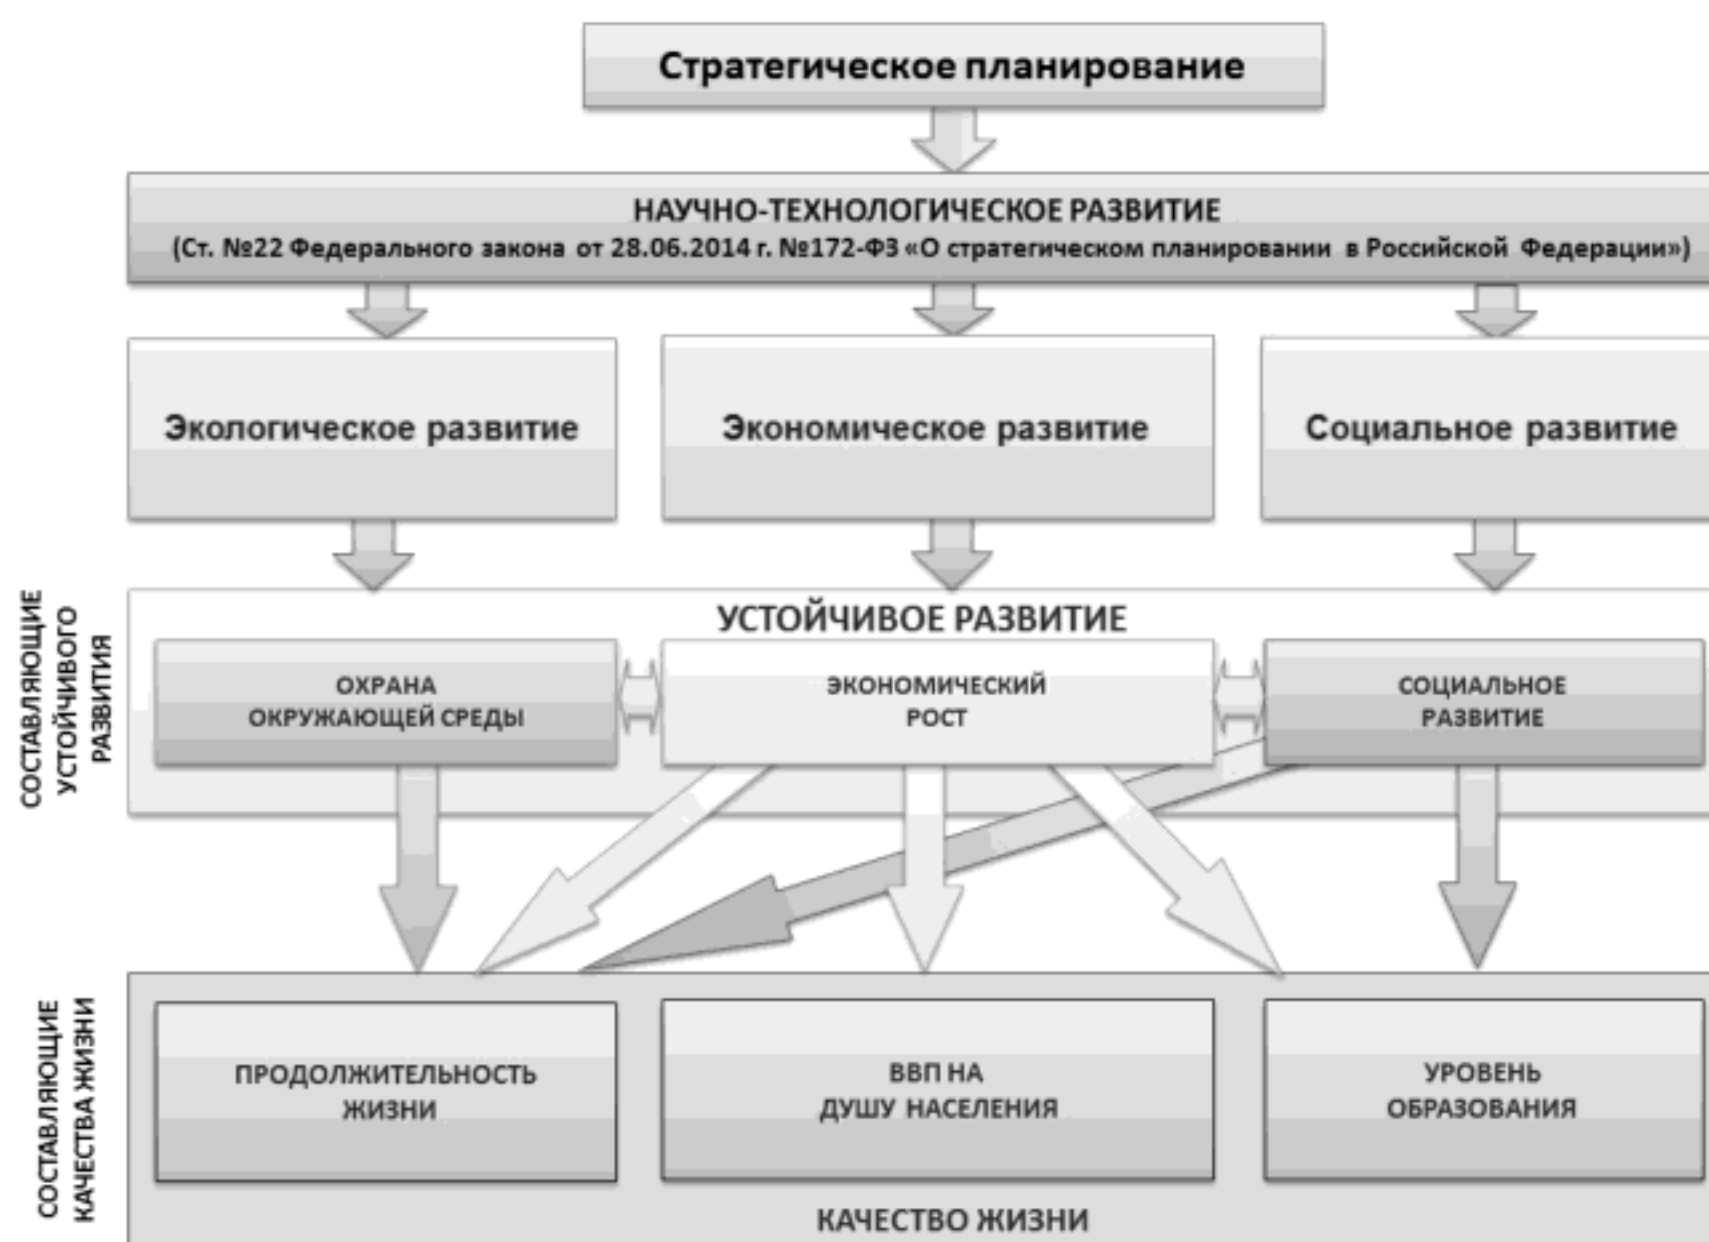 Стратегическое планирование
НАУЧНО-ТЕХНОЛОГИЧЕСКОЕ РАЗВИТИЕ
(Ст. №22 Федерального закона от 28.06.2014 г. №172-ФЗ «О стратегическом планировании в Российской Федерации»)
Экологическое развитие
Экономическое развитие
Социальное развитие
СОСТАВЛЯЮЩИЕ
УСТОЙЧИВОГО
РАЗВИТИЯ
УСТОЙЧИВОЕ РАЗВИТИЕ
ОХРАНА
ОКРУЖАЮЩЕЙ СРЕДЫ
ЭКОНОМИЧЕСКИЙ
РОСТ
СОЦИАЛЬНОЕ
РАЗВИТИЕ
СОСТАВЛЯЮЩИЕ
КАЧЕСТВА ЖИЗНИ
ПРОДОЛЖИТЕЛЬНОСТЬ
ЖИЗНИ
ВВП НА
ДУШУ НАСЕЛЕНИЯ
УРОВЕНЬ
ОБРАЗОВАНИЯ
КАЧЕСТВО ЖИЗНИ